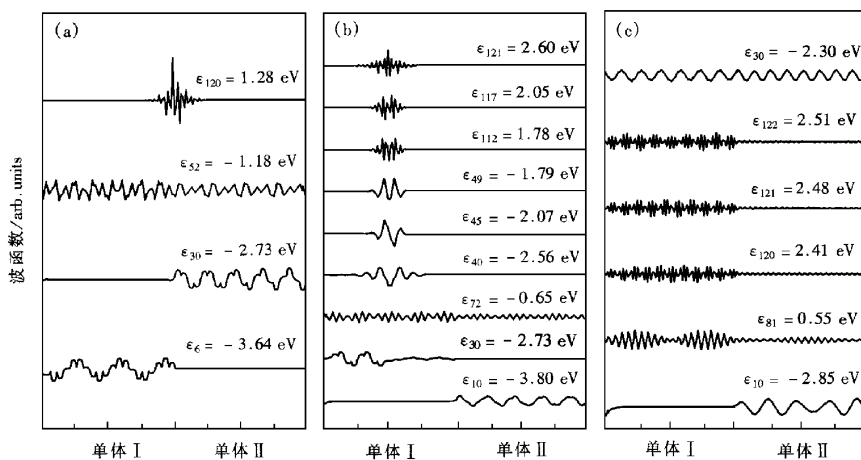 波函数/arb.units
(a)
ε120 = 1.28 eV
ε52 = − 1.18 eV
ε30 = − 2.73 eV
ε6 = − 3.64 eV
单体 I
单体 II
(b)
ε121 = 2.60 eV
ε117 = 2.05 eV
ε112 = 1.78 eV
ε49 = − 1.79 eV
ε45 = − 2.07 eV
ε40 = − 2.56 eV
ε72 = − 0.65 eV
ε30 = − 2.73 eV
ε10 = − 3.80 eV
单体 I
单体 II
(c)
ε30 = − 2.30 eV
ε122 = 2.51 eV
ε121 = 2.48 eV
ε120 = 2.41 eV
ε81 = 0.55 eV
ε10 = − 2.85 eV
单体 I
单体 II